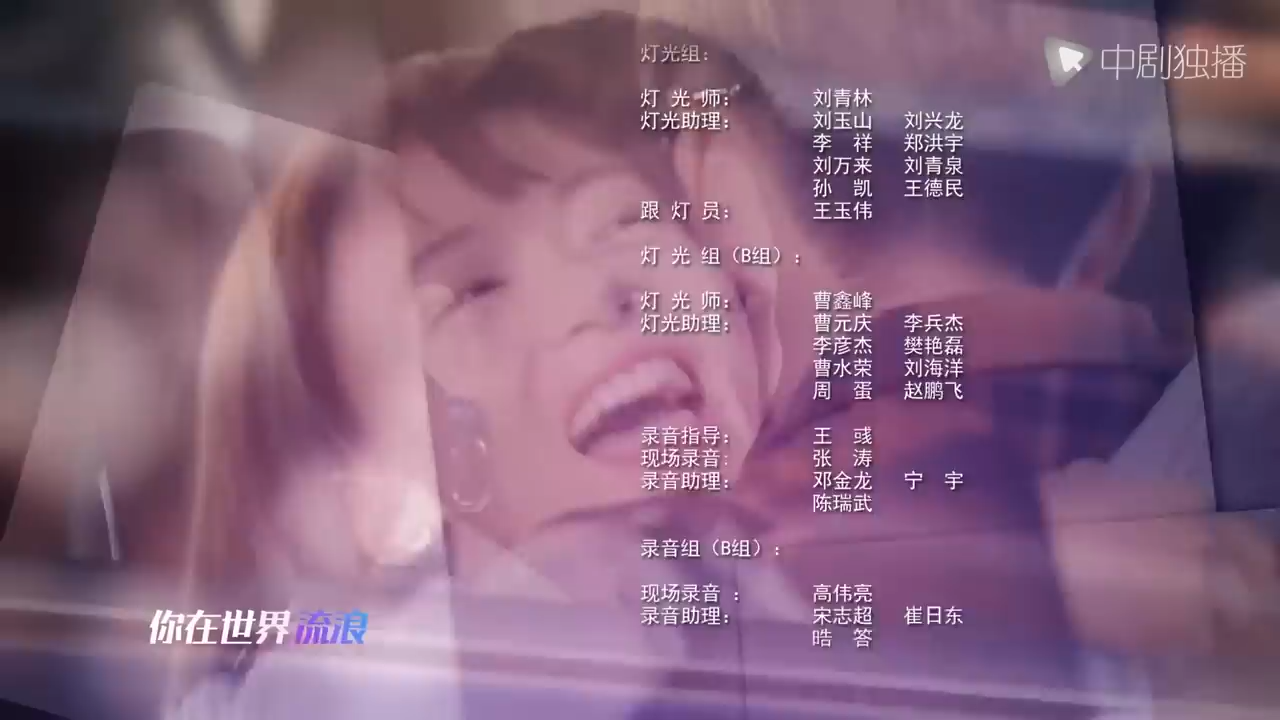 灯光组：
中剧独播
灯 光 师： 刘青林
灯光助理： 刘玉山 刘兴龙
李 祥 郑洪宇
刘万来 刘青泉
孙 凯 王德民
跟 灯 员： 王玉伟
灯 光 组（B组）：
灯 光 师： 曹鑫峰
灯光助理： 曹元庆 李兵杰
李彦杰 樊艳磊
曹水荣 刘海洋
周 蛋 赵鹏飞
录音指导： 王 彧
现场录音： 张 涛
录音助理： 邓金龙 宁 宇
陈瑞武
录音组（B组）：
现场录音 ： 高伟亮
录音助理： 宋志超 崔日东
晧 答
你在世界流浪